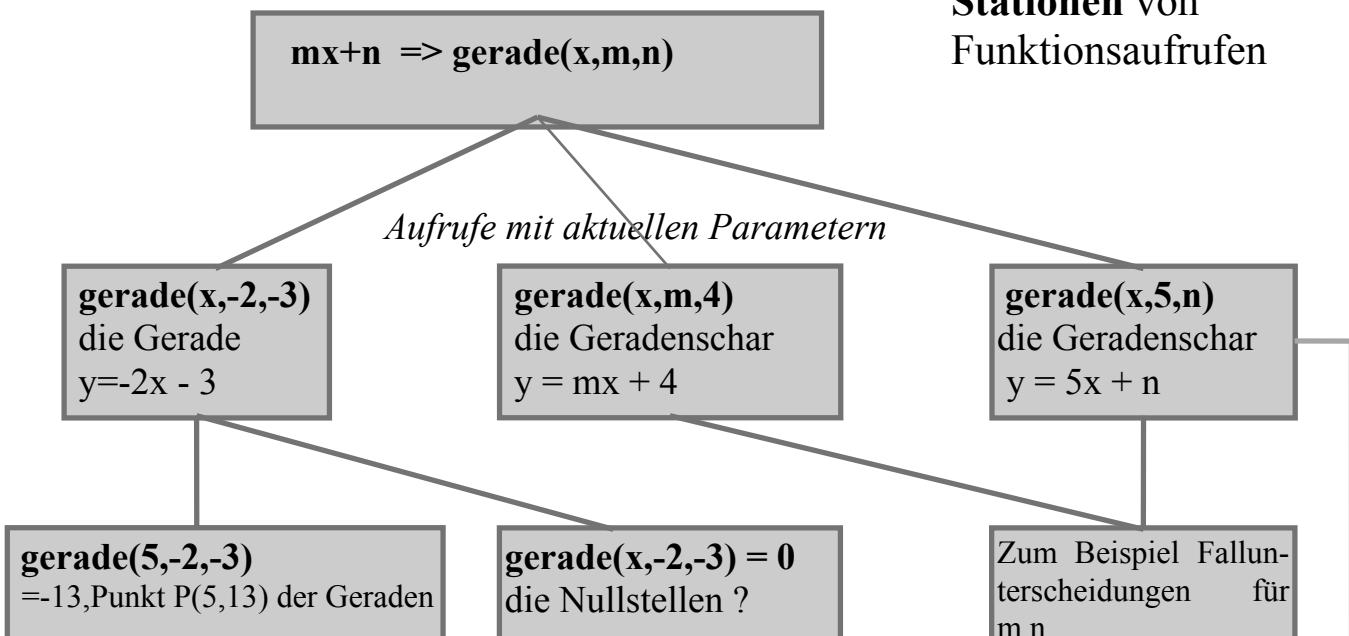 Stationen von
Funktionsaufrufen
mx+n => gerade(x,m,n)
Aufrufe mit aktuellen Parametern
gerade(x,-2,-3)
die Gerade
y=-2x - 3
gerade(x,m,4)
die Geradenschar
y = mx + 4
gerade(x,5,n)
die Geradenschar
y = 5x + n
gerade(5,-2,-3)
=-13,Punkt P(5,13) der Geraden
gerade(x,-2,-3) = 0
die Nullstellen ?
Zum Beispiel Fallun-
terscheidungen für
m,n